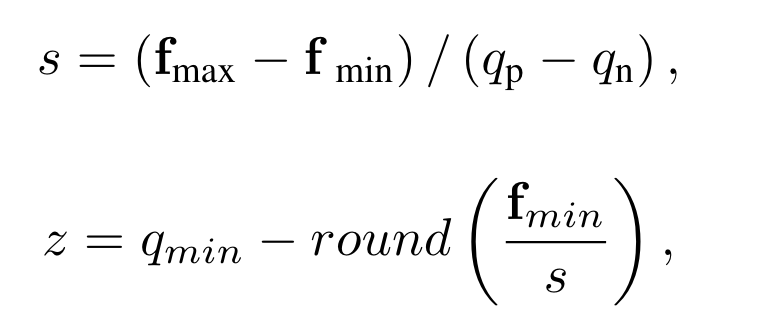 s = (f_max − f_min) / (q_p − q_n),
z = q_min − round(f_min / s),